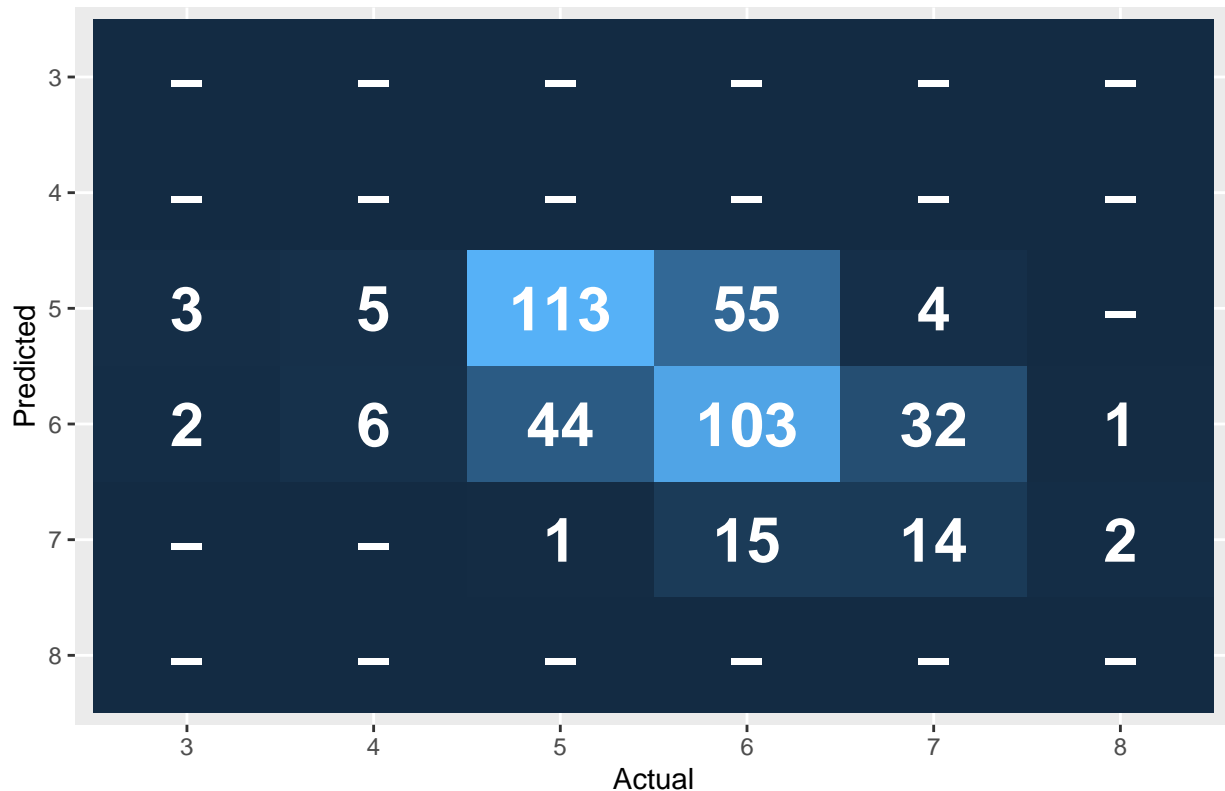 3 – – – – – –
4 – – – – – –
5 3 5 113 55 4 –
6 2 6 44 103 32 1
7 – – 1 15 14 2
8 – – – – – –
3 4 5 6 7 8
Actual
Predicted